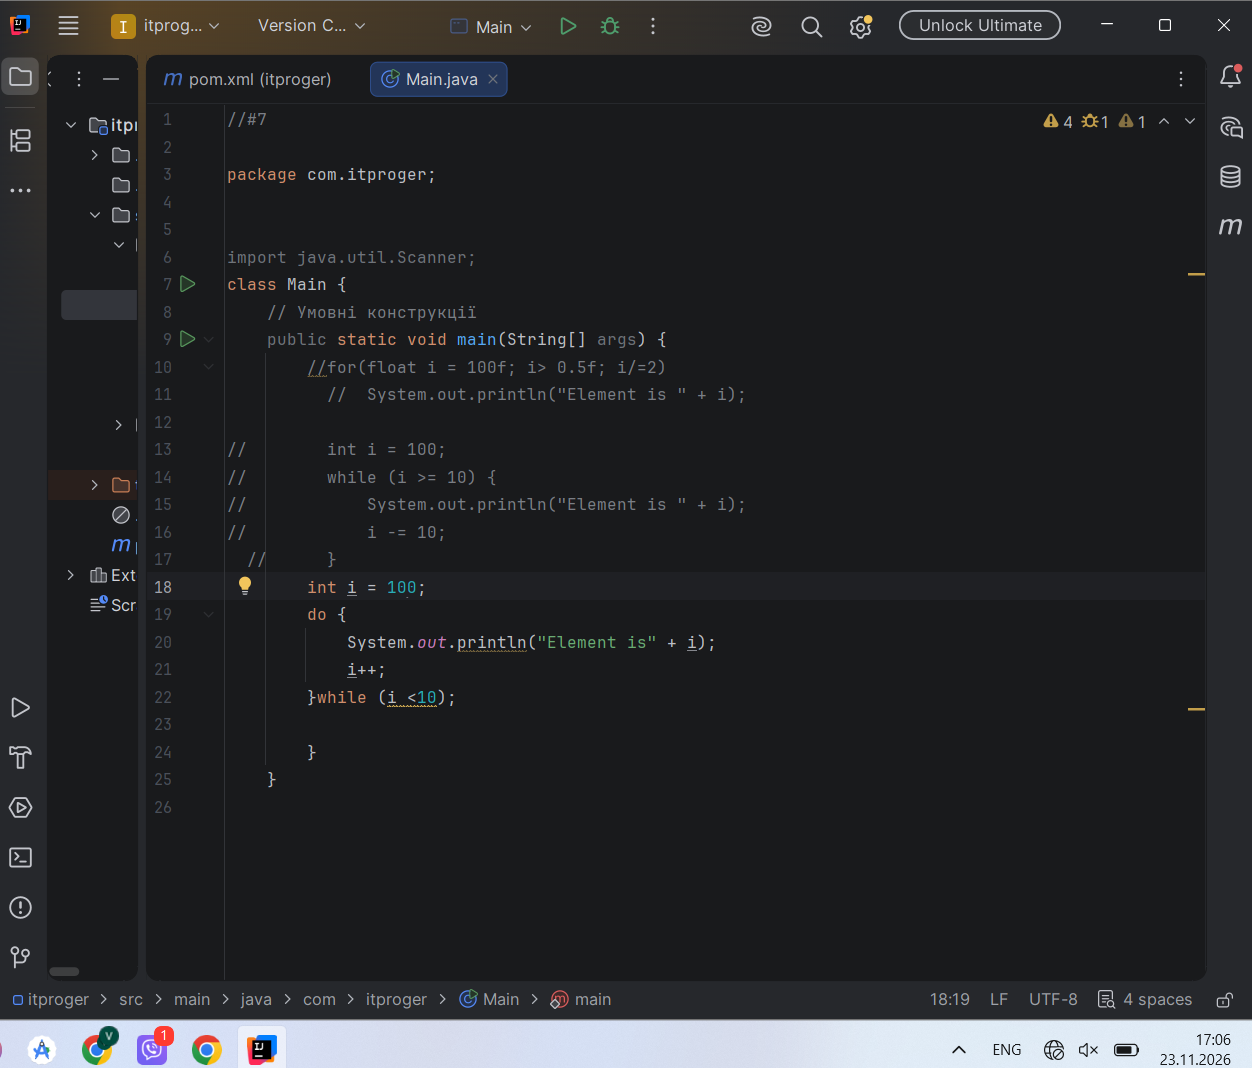 itprog...
Version C...
Main
Unlock Ultimate
pom.xml (itproger)
Main.java
4 1 1
1 //#7
2
3 package com.itproger;
4
5
6 import java.util.Scanner;
7 class Main {
8 // Умовні конструкції
9 public static void main(String[] args) {
10 //for(float i = 100f; i> 0.5f; i/=2)
11 // System.out.println("Element is " + i);
12
13 // int i = 100;
14 // while (i >= 10) {
15 // System.out.println("Element is " + i);
16 // i -= 10;
17 // }
18 int i = 100;
19 do {
20 System.out.println("Element is" + i);
21 i++;
22 }while (i <10);
23
24 }
25 }
26
Ext
Scr
itproger > src > main > java > com > itproger > Main > main
18:19 LF UTF-8 4 spaces
V
1
ENG
17:06
23.11.2026